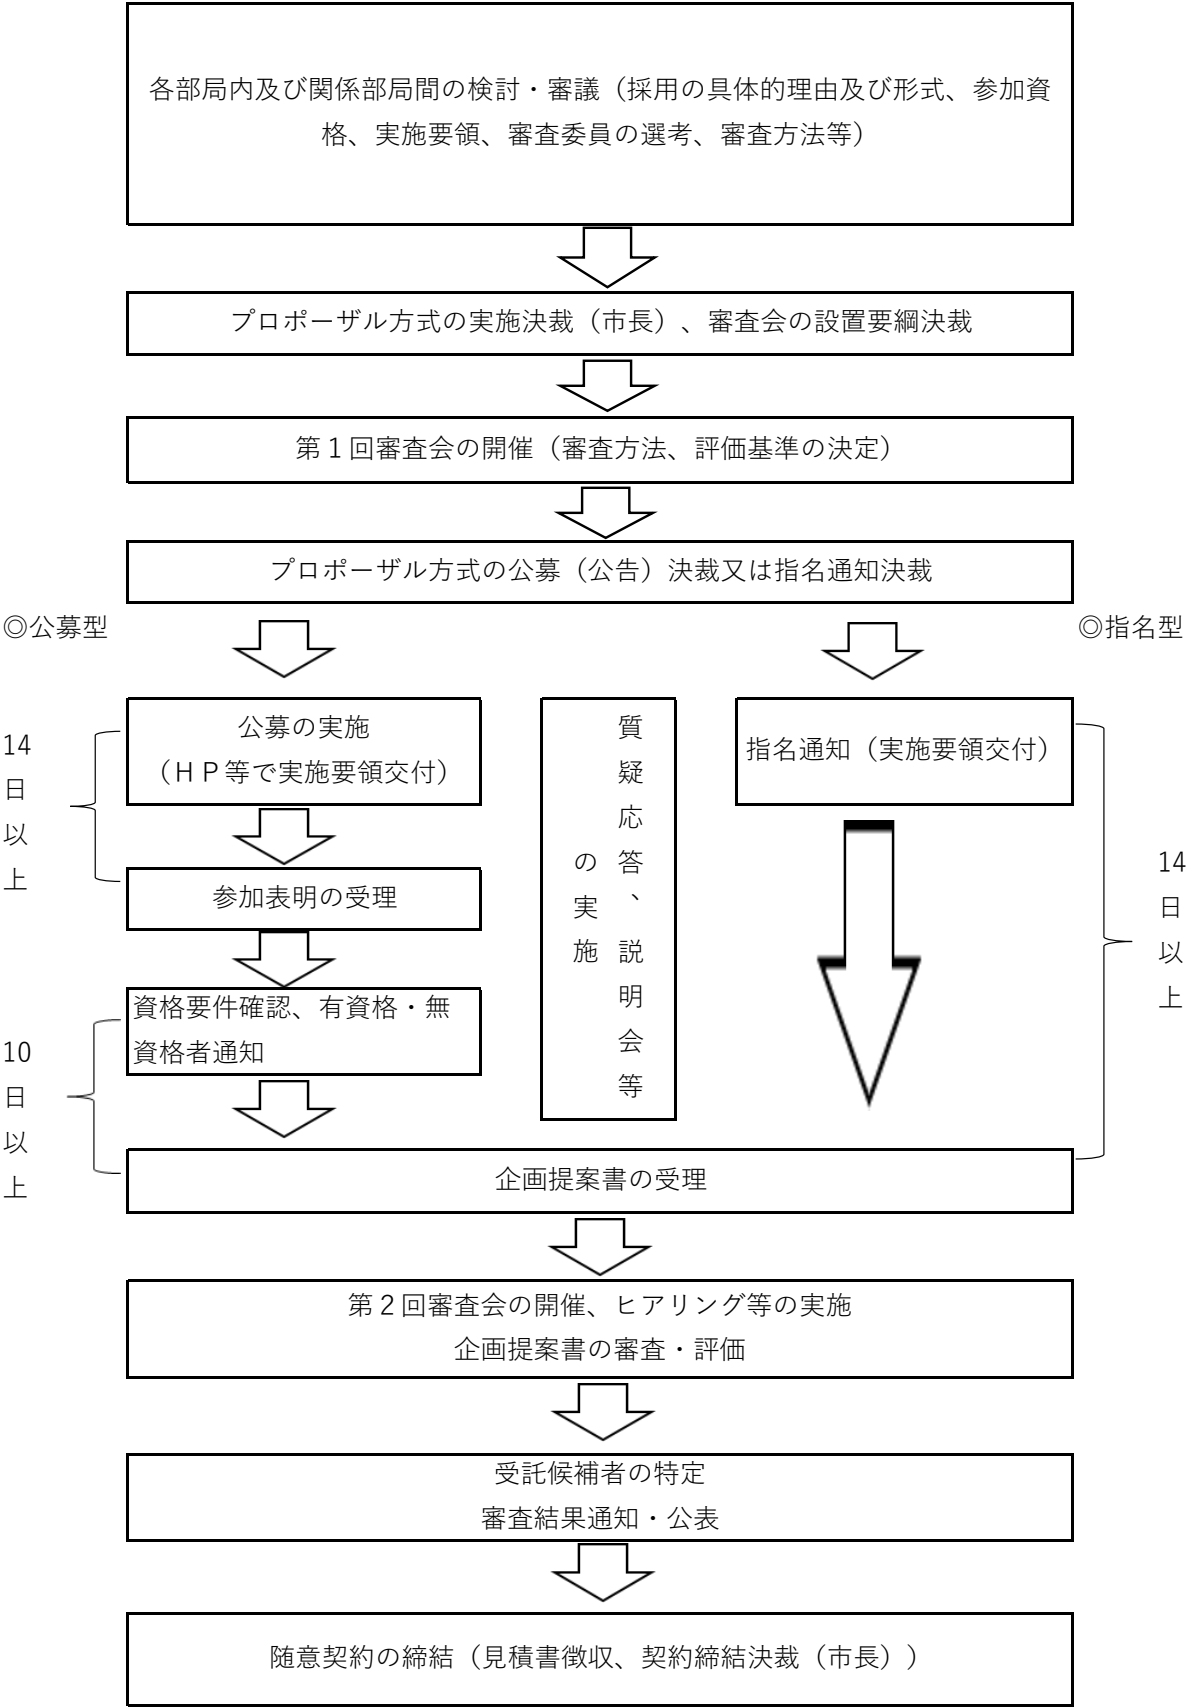 各部局内及び関係部局間の検討・審議（採用の具体的理由及び形式、参加資
格、実施要領、審査委員の選考、審査方法等）
プロポーザル方式の実施決裁（市長）、審査会の設置要綱決裁
第１回審査会の開催（審査方法、評価基準の決定）
プロポーザル方式の公募（公告）決裁又は指名通知決裁
◎公募型
◎指名型
14日以上
公募の実施
（ＨＰ等で実施要領交付）
参加表明の受理
10日以上
資格要件確認、有資格・無
資格者通知
質疑応答、説明会等
の実施
指名通知（実施要領交付）
14日以上
企画提案書の受理
第２回審査会の開催、ヒアリング等の実施
企画提案書の審査・評価
受託候補者の特定
審査結果通知・公表
随意契約の締結（見積書徴収、契約締結決裁（市長））